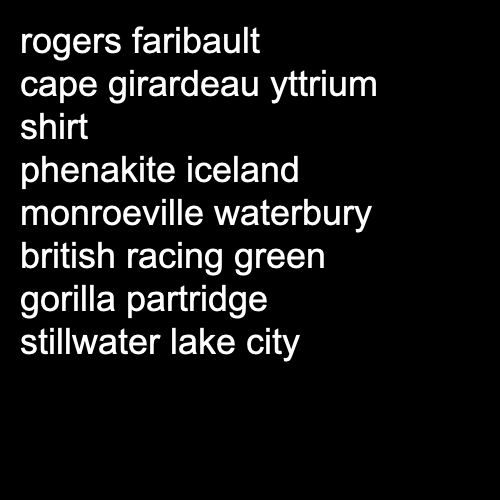 rogers faribault
cape girardeau yttrium
shirt
phenakite iceland
monroeville waterbury
british racing green
gorilla partridge
stillwater lake city